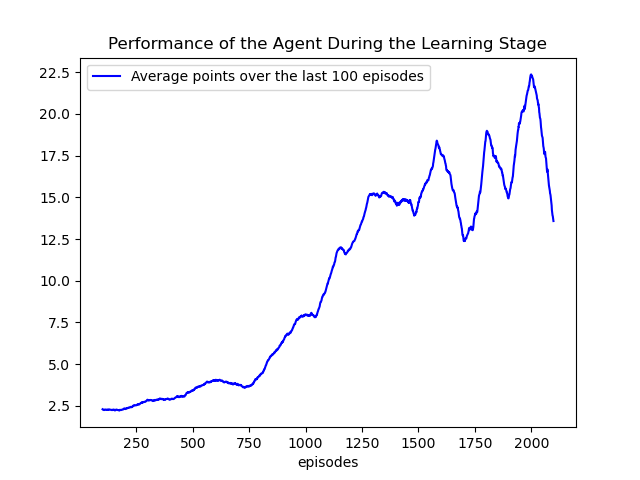 Performance of the Agent During the Learning Stage
Average points over the last 100 episodes
22.5
20.0
17.5
15.0
12.5
10.0
7.5
5.0
2.5
250 500 750 1000 1250 1500 1750 2000
episodes